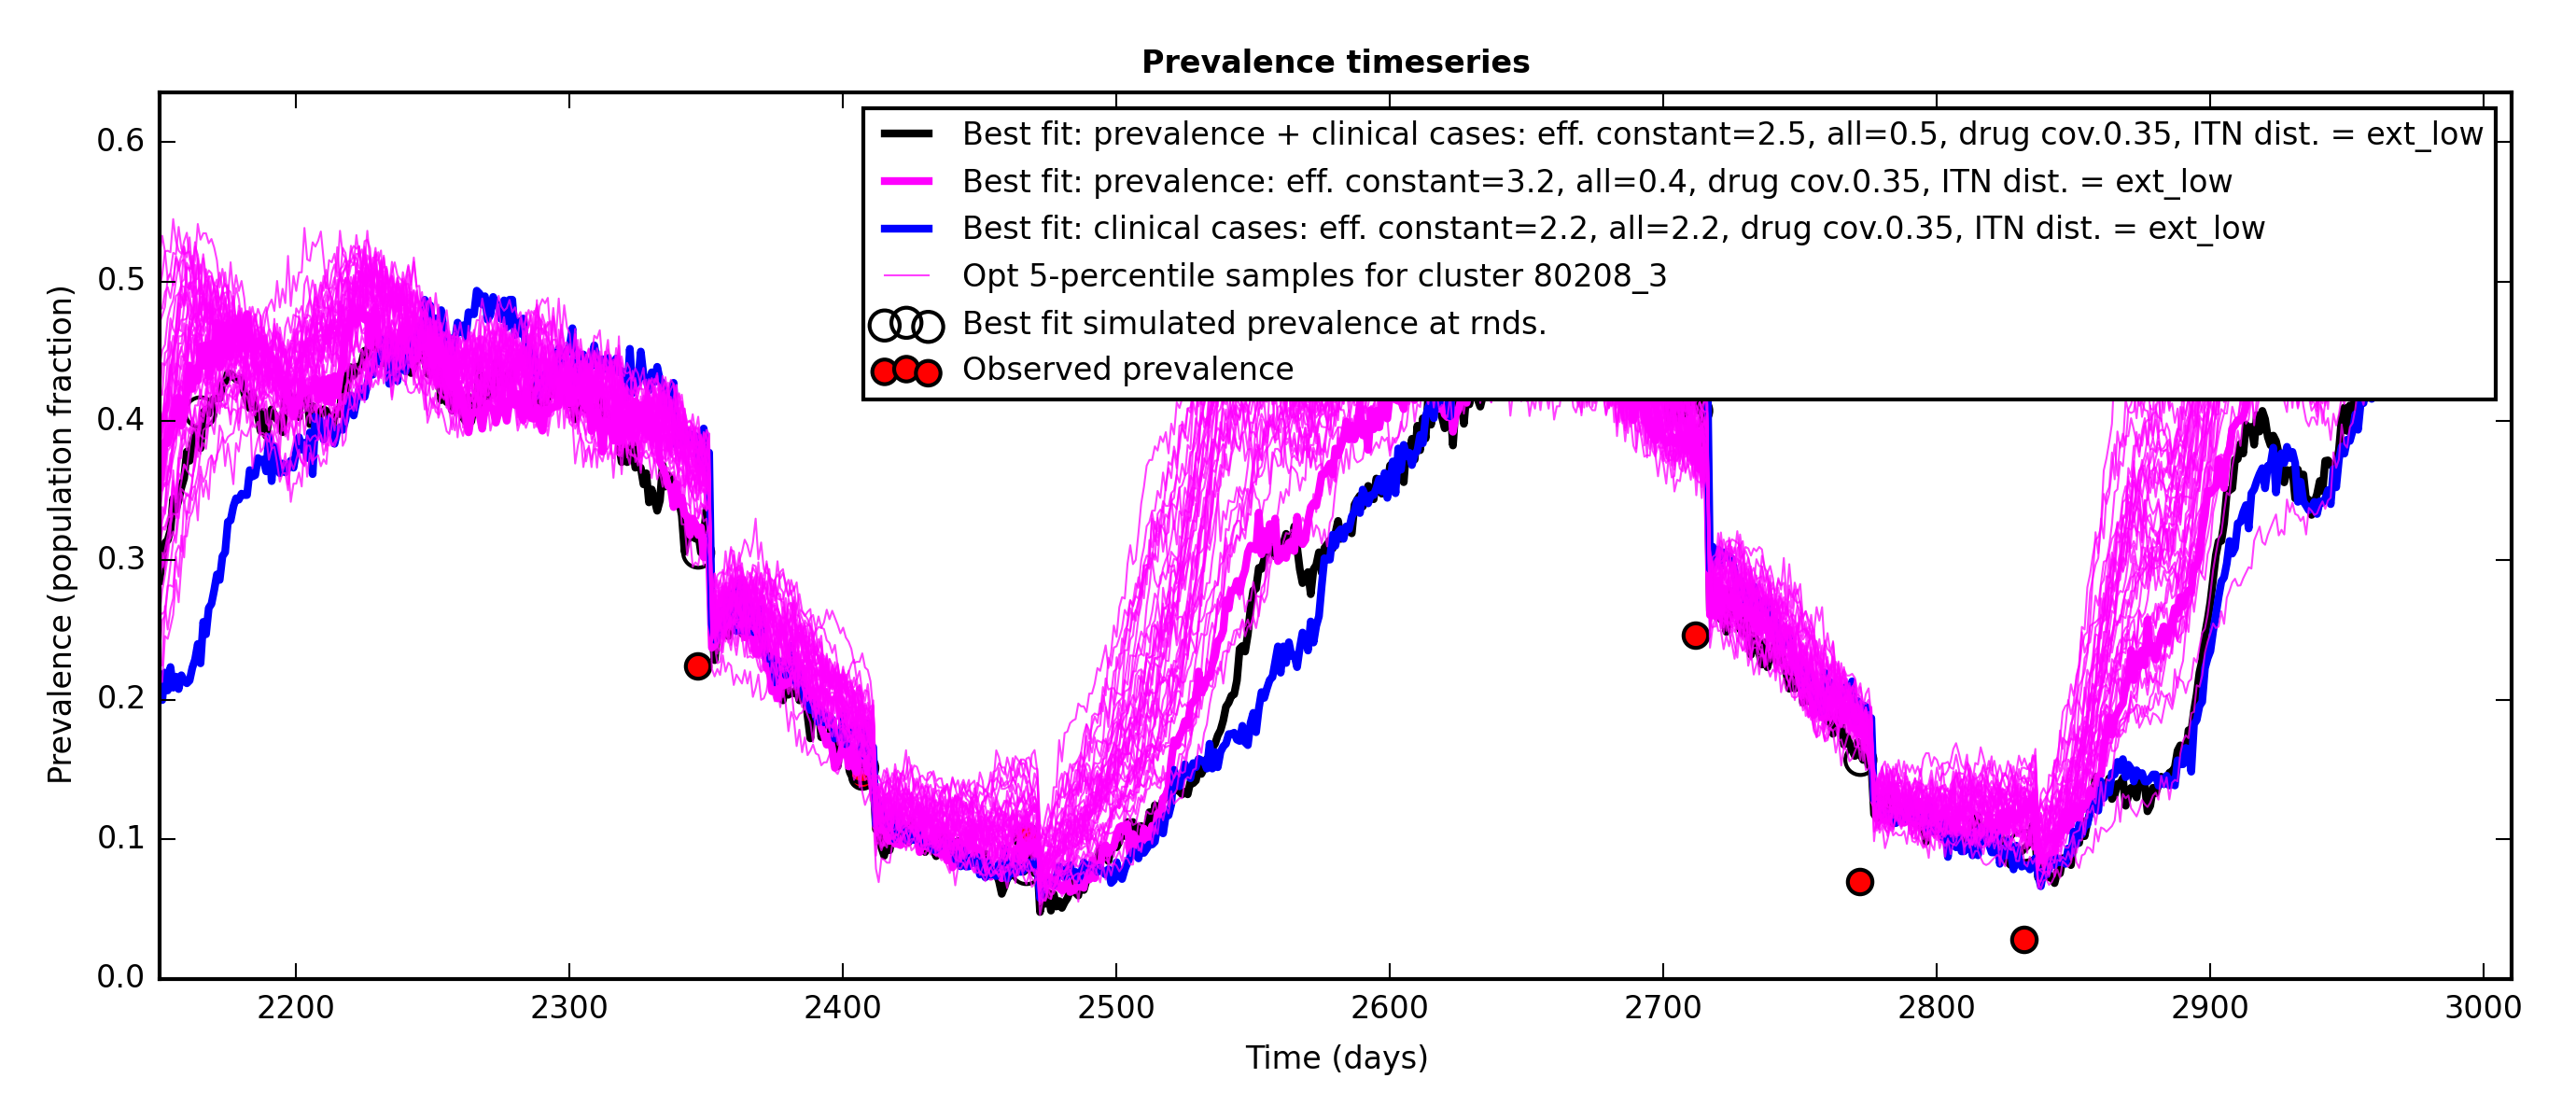 Prevalence timeseries
Best fit: prevalence + clinical cases: eff. constant=2.5, all=0.5, drug cov.0.35, ITN dist. = ext_low
Best fit: prevalence: eff. constant=3.2, all=0.4, drug cov.0.35, ITN dist. = ext_low
Best fit: clinical cases: eff. constant=2.2, all=2.2, drug cov.0.35, ITN dist. = ext_low
Opt 5-percentile samples for cluster 80208_3
Best fit simulated prevalence at rnds.
Observed prevalence
Prevalence (population fraction)
0.6
0.5
0.4
0.3
0.2
0.1
0.0
2200 2300 2400 2500 2600 2700 2800 2900 3000
Time (days)